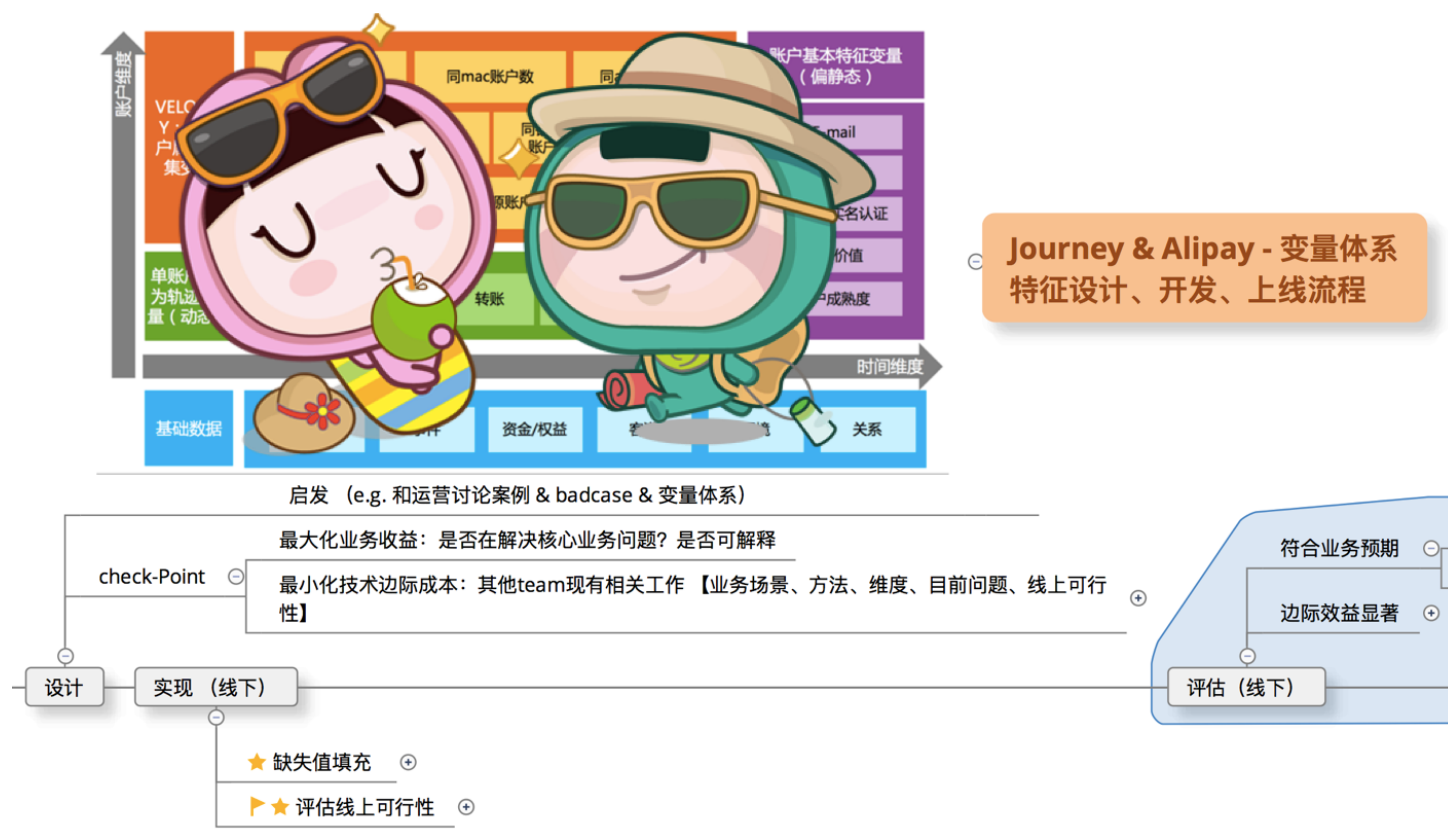 账户维度
VELO
Y：
户
集
同mac账户数
同
同
账户
源账户
账户基本特征变量
（偏静态）
mail
实名认证
价值
户成熟度
单账户
为轨迹
量（动态
转账
时间维度
基础数据
事件
资金/权益
客
境
关系
Journey & Alipay - 变量体系
特征设计、开发、上线流程
启发 （e.g. 和运营讨论案例 & badcase & 变量体系）
check-Point
最大化业务收益：是否在解决核心业务问题？是否可解释
最小化技术边际成本：其他team现有相关工作 【业务场景、方法、维度、目前问题、线上可行
性】
符合业务预期
边际效益显著
设计
实现 （线下）
评估（线下）
缺失值填充
评估线上可行性